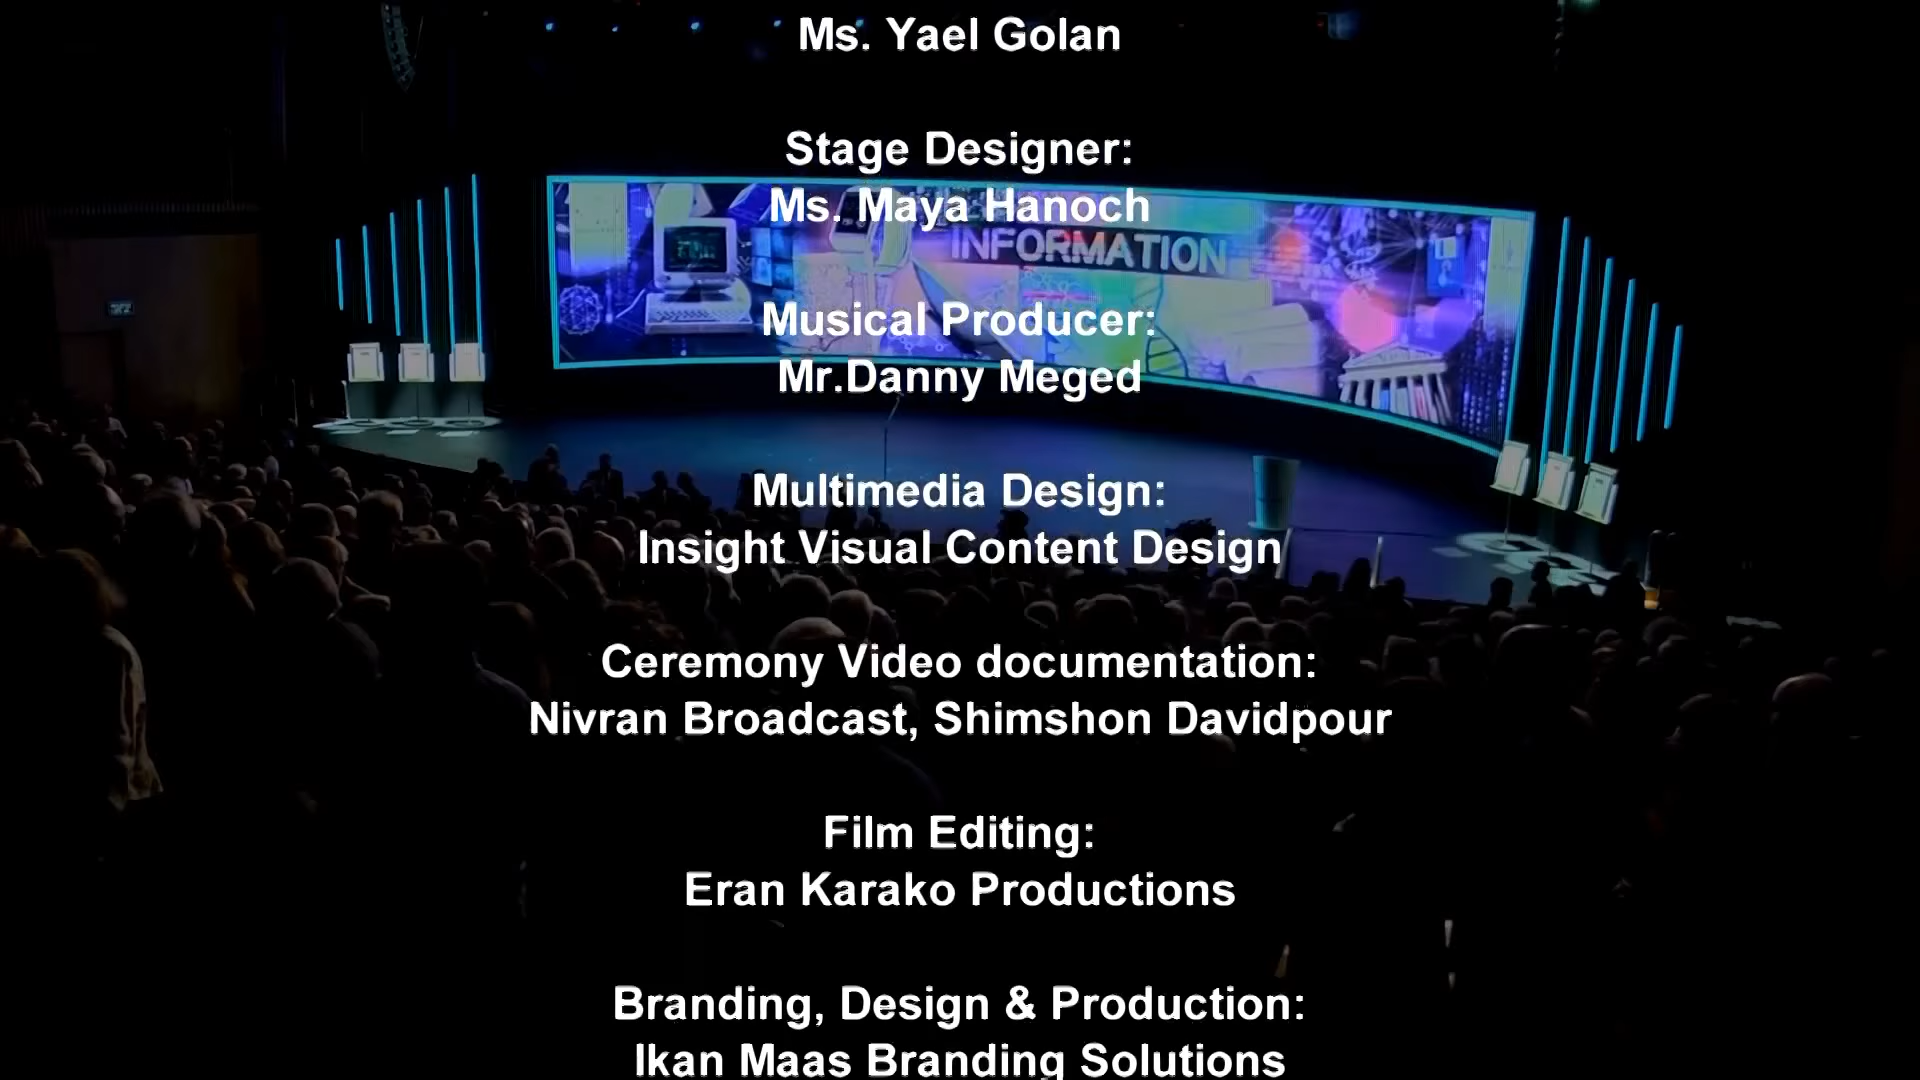 Ms. Yael Golan
Stage Designer:
Ms. Maya Hanoch
INFORMATION
Musical Producer:
Mr.Danny Meged
Multimedia Design:
Insight Visual Content Design
Ceremony Video documentation:
Nivran Broadcast, Shimshon Davidpour
Film Editing:
Eran Karako Productions
Branding, Design & Production:
Ikan Maas Branding Solutions